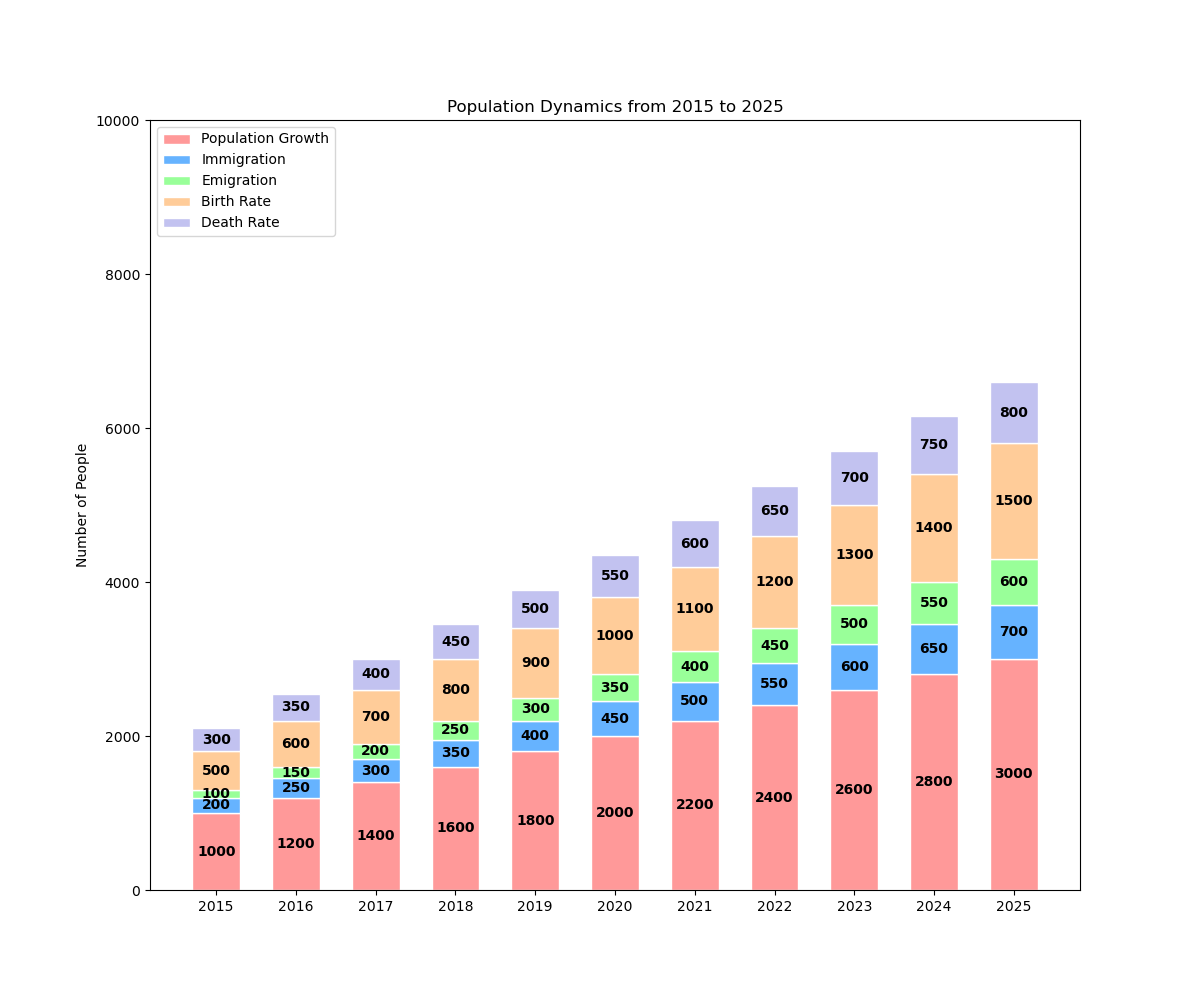 Population Dynamics from 2015 to 2025
10000
8000
6000
4000
2000
0
Number of People
Population Growth
Immigration
Emigration
Birth Rate
Death Rate
300 350 400 450 500 550 600 650 700 750 800
500 600 700 800 900 1000 1100 1200 1300 1400 1500
100 150 200 250 300 350 400 450 500 550 600
200 250 300 350 400 450 500 550 600 650 700
1000 1200 1400 1600 1800 2000 2200 2400 2600 2800 3000
2015 2016 2017 2018 2019 2020 2021 2022 2023 2024 2025